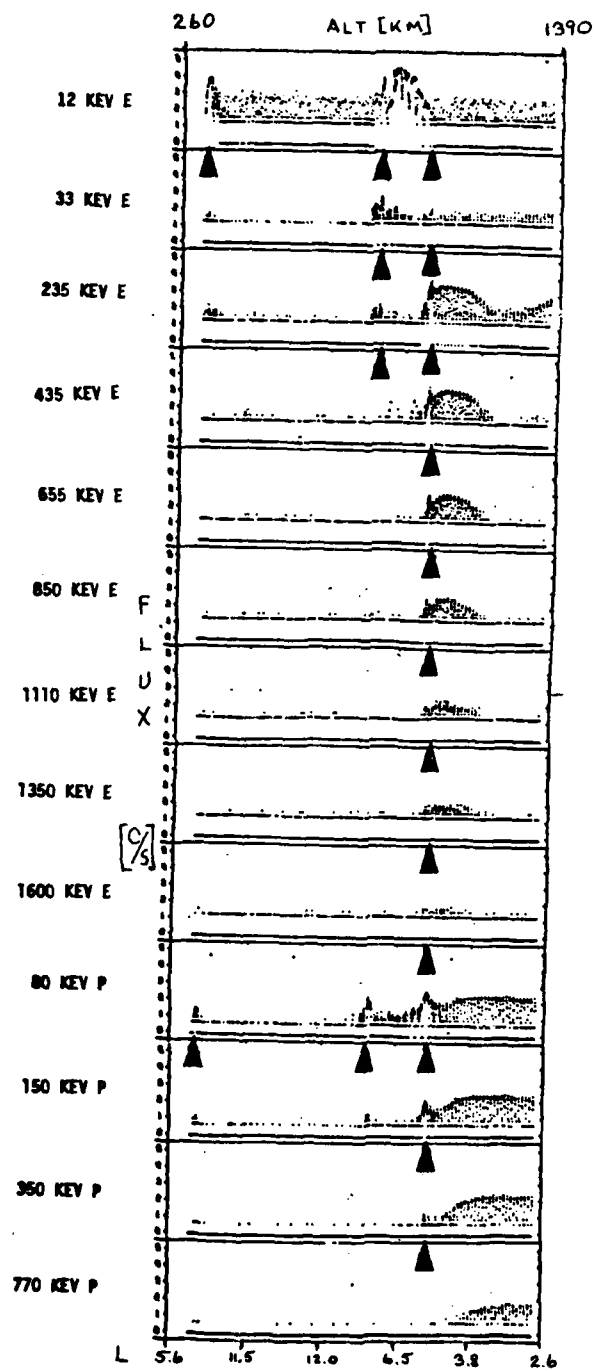 260 ALT [KM] 1390
12 KEV E
33 KEV E
235 KEV E
435 KEV E
655 KEV E
850 KEV E
F
L
U
1110 KEV E
X
1350 KEV E
[C/S]
1600 KEV E
80 KEV P
150 KEV P
350 KEV P
770 KEV P
L 5.6 11.5 12.0 6.5 3.8 2.6